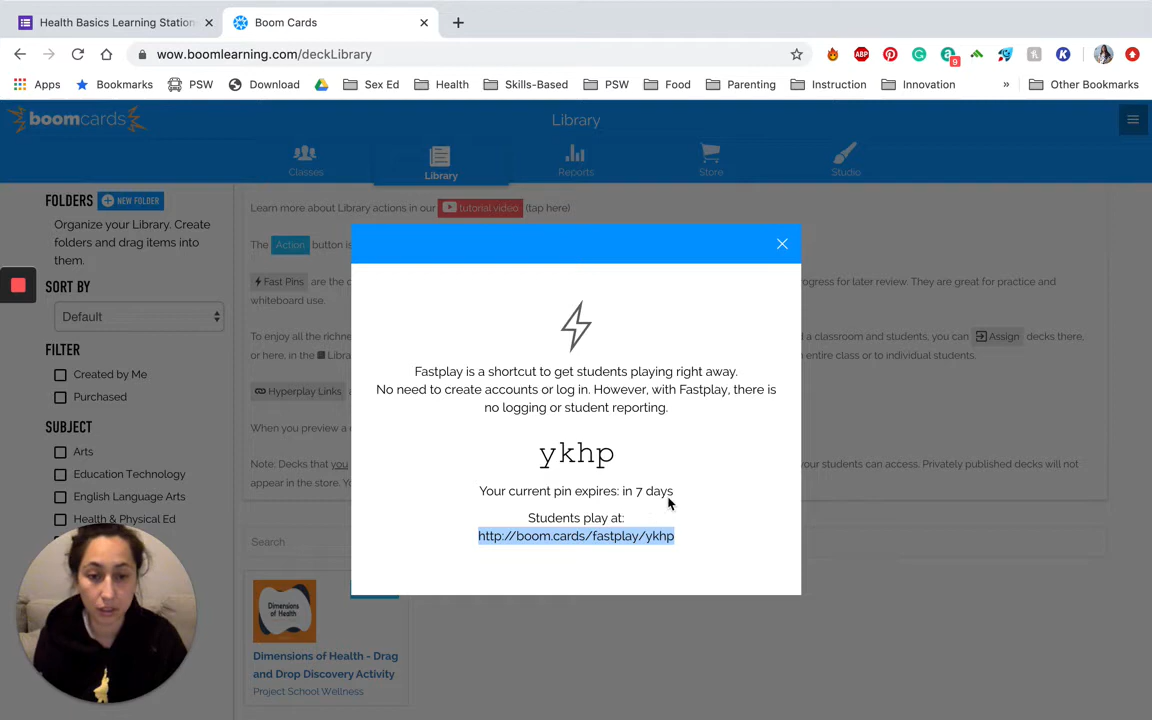 Health Basics Learning Station
Boom Cards
wow.boomlearning.com/deckLibrary
ABP
9
Apps
Bookmarks
PSW
Download
Sex Ed
Health
Skills-Based
PSW
Food
Parenting
Instruction
Innovation
»
Other Bookmarks
boomcards
Library
Classes
Library
Reports
Store
Studio
FOLDERS
NEW FOLDER
Organize your Library. Create
folders and drag items into
them.
SORT BY
Default
FILTER
Created by Me
Purchased
SUBJECT
Arts
Education Technology
English Language Arts
Health & Physical Ed
Learn more about Library actions in our tutorial video (tap here)
The Action button is
Fast Pins are the
progress for later review. They are great for practice and
whiteboard use.
To enjoy all the richne
d a classroom and students, you can Assign decks there,
or here, in the Libra
entire class or to individual students.
Hyperplay Links
When you preview a
Note: Decks that you
your students can access. Privately published decks will not
appear in the store. Yo
Search
Fastplay is a shortcut to get students playing right away.
No need to create accounts or log in. However, with Fastplay, there is
no logging or student reporting.
ykhp
Your current pin expires: in 7 days
Students play at:
http://boom.cards/fastplay/ykhp
Dimensions
of Health
Dimensions of Health - Drag
and Drop Discovery Activity
Project School Wellness